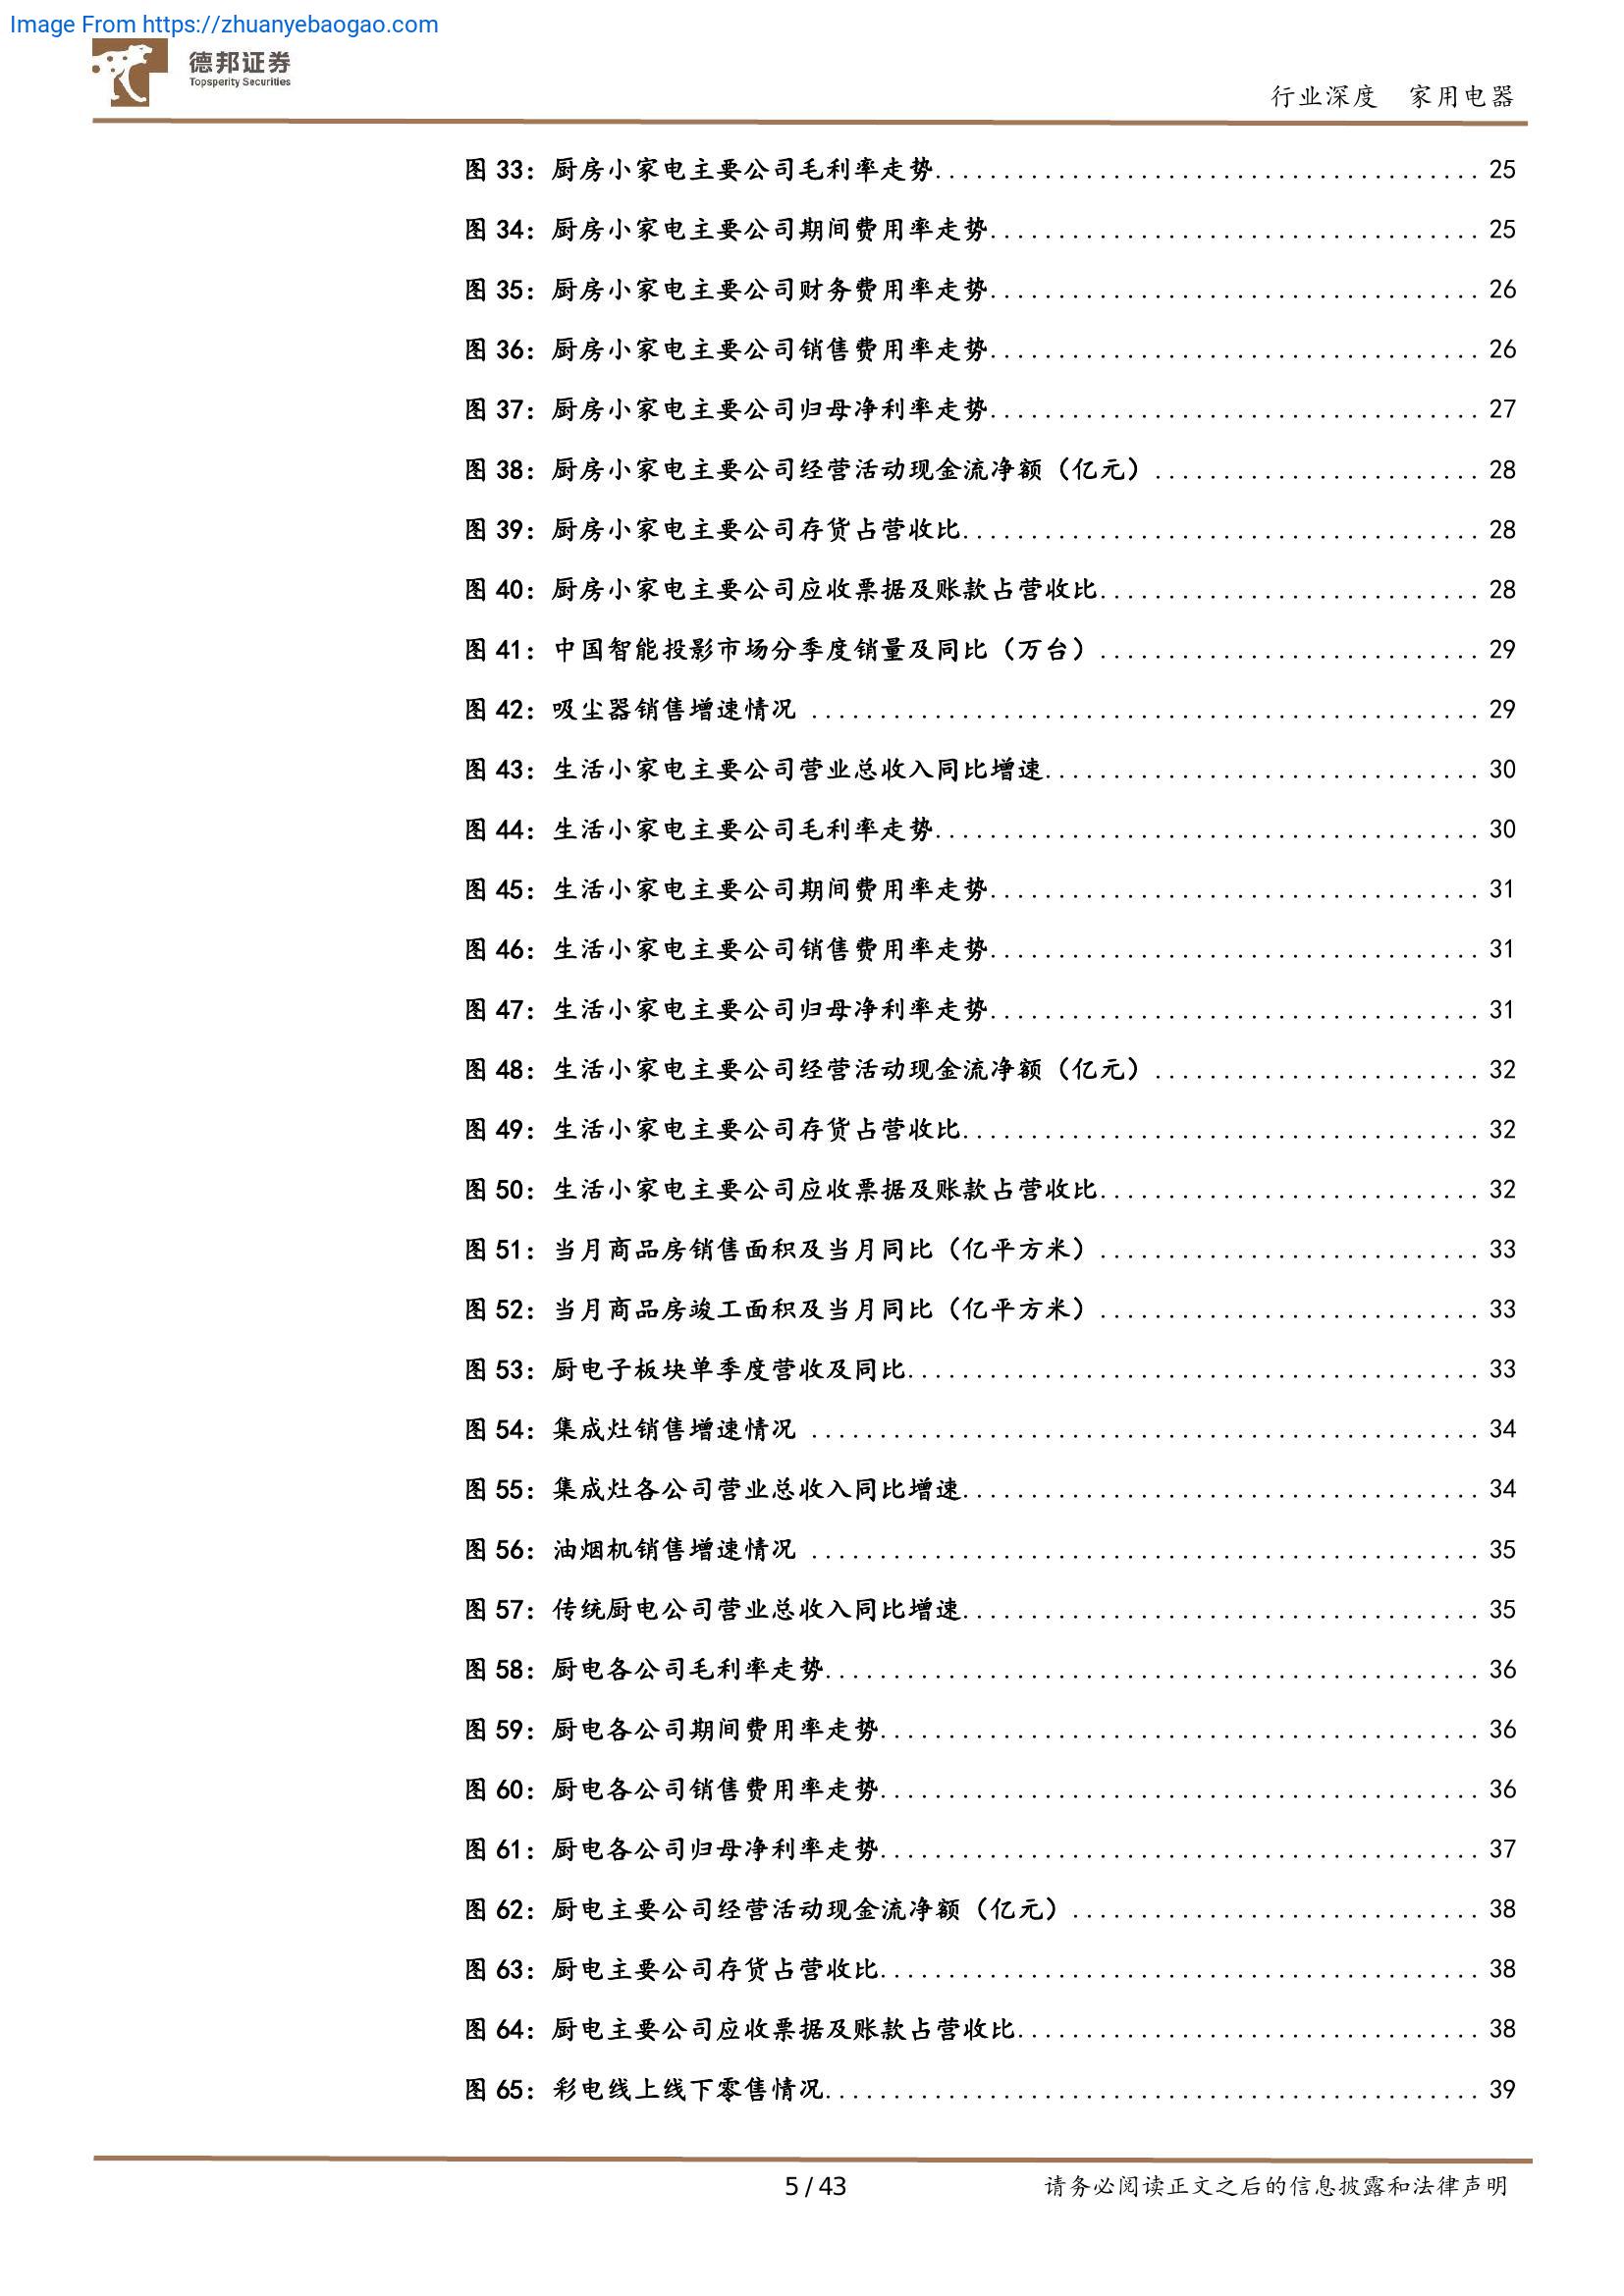 Image From https://zhuanyebaogao.com
德邦证券
Topsperity Securities
行业深度 家用电器
图 33：厨房小家电主要公司毛利率走势........................................ 25
图 34：厨房小家电主要公司期间费用率走势.................................... 25
图 35：厨房小家电主要公司财务费用率走势.................................... 26
图 36：厨房小家电主要公司销售费用率走势.................................... 26
图 37：厨房小家电主要公司归母净利率走势.................................... 27
图 38：厨房小家电主要公司经营活动现金流净额（亿元）........................ 28
图 39：厨房小家电主要公司存货占营收比...................................... 28
图 40：厨房小家电主要公司应收票据及账款占营收比............................ 28
图 41：中国智能投影市场分季度销量及同比（万台）............................ 29
图 42：吸尘器销售增速情况 ................................................. 29
图 43：生活小家电主要公司营业总收入同比增速................................ 30
图 44：生活小家电主要公司毛利率走势........................................ 30
图 45：生活小家电主要公司期间费用率走势.................................... 31
图 46：生活小家电主要公司销售费用率走势.................................... 31
图 47：生活小家电主要公司归母净利率走势.................................... 31
图 48：生活小家电主要公司经营活动现金流净额（亿元）........................ 32
图 49：生活小家电主要公司存货占营收比...................................... 32
图 50：生活小家电主要公司应收票据及账款占营收比............................ 32
图 51：当月商品房销售面积及当月同比（亿平方米）............................ 33
图 52：当月商品房竣工面积及当月同比（亿平方米）............................ 33
图 53：厨电子板块单季度营收及同比.......................................... 33
图 54：集成灶销售增速情况 ................................................. 34
图 55：集成灶各公司营业总收入同比增速...................................... 34
图 56：油烟机销售增速情况 ................................................. 35
图 57：传统厨电公司营业总收入同比增速...................................... 35
图 58：厨电各公司毛利率走势................................................ 36
图 59：厨电各公司期间费用率走势............................................ 36
图 60：厨电各公司销售费用率走势............................................ 36
图 61：厨电各公司归母净利率走势............................................ 37
图 62：厨电主要公司经营活动现金流净额（亿元）.............................. 38
图 63：厨电主要公司存货占营收比............................................ 38
图 64：厨电主要公司应收票据及账款占营收比.................................. 38
图 65：彩电线上线下零售情况................................................ 39
5 / 43 请务必阅读正文之后的信息披露和法律声明